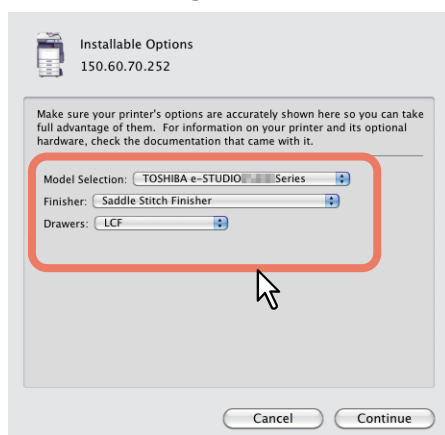 Installable Options
150.60.70.252
Make sure your printer's options are accurately shown here so you can take
full advantage of them. For information on your printer and its optional
hardware, check the documentation that came with it.
Model Selection: TOSHIBA e-STUDIO Series
Finisher: Saddle Stitch Finisher
Drawers: LCF
Cancel Continue